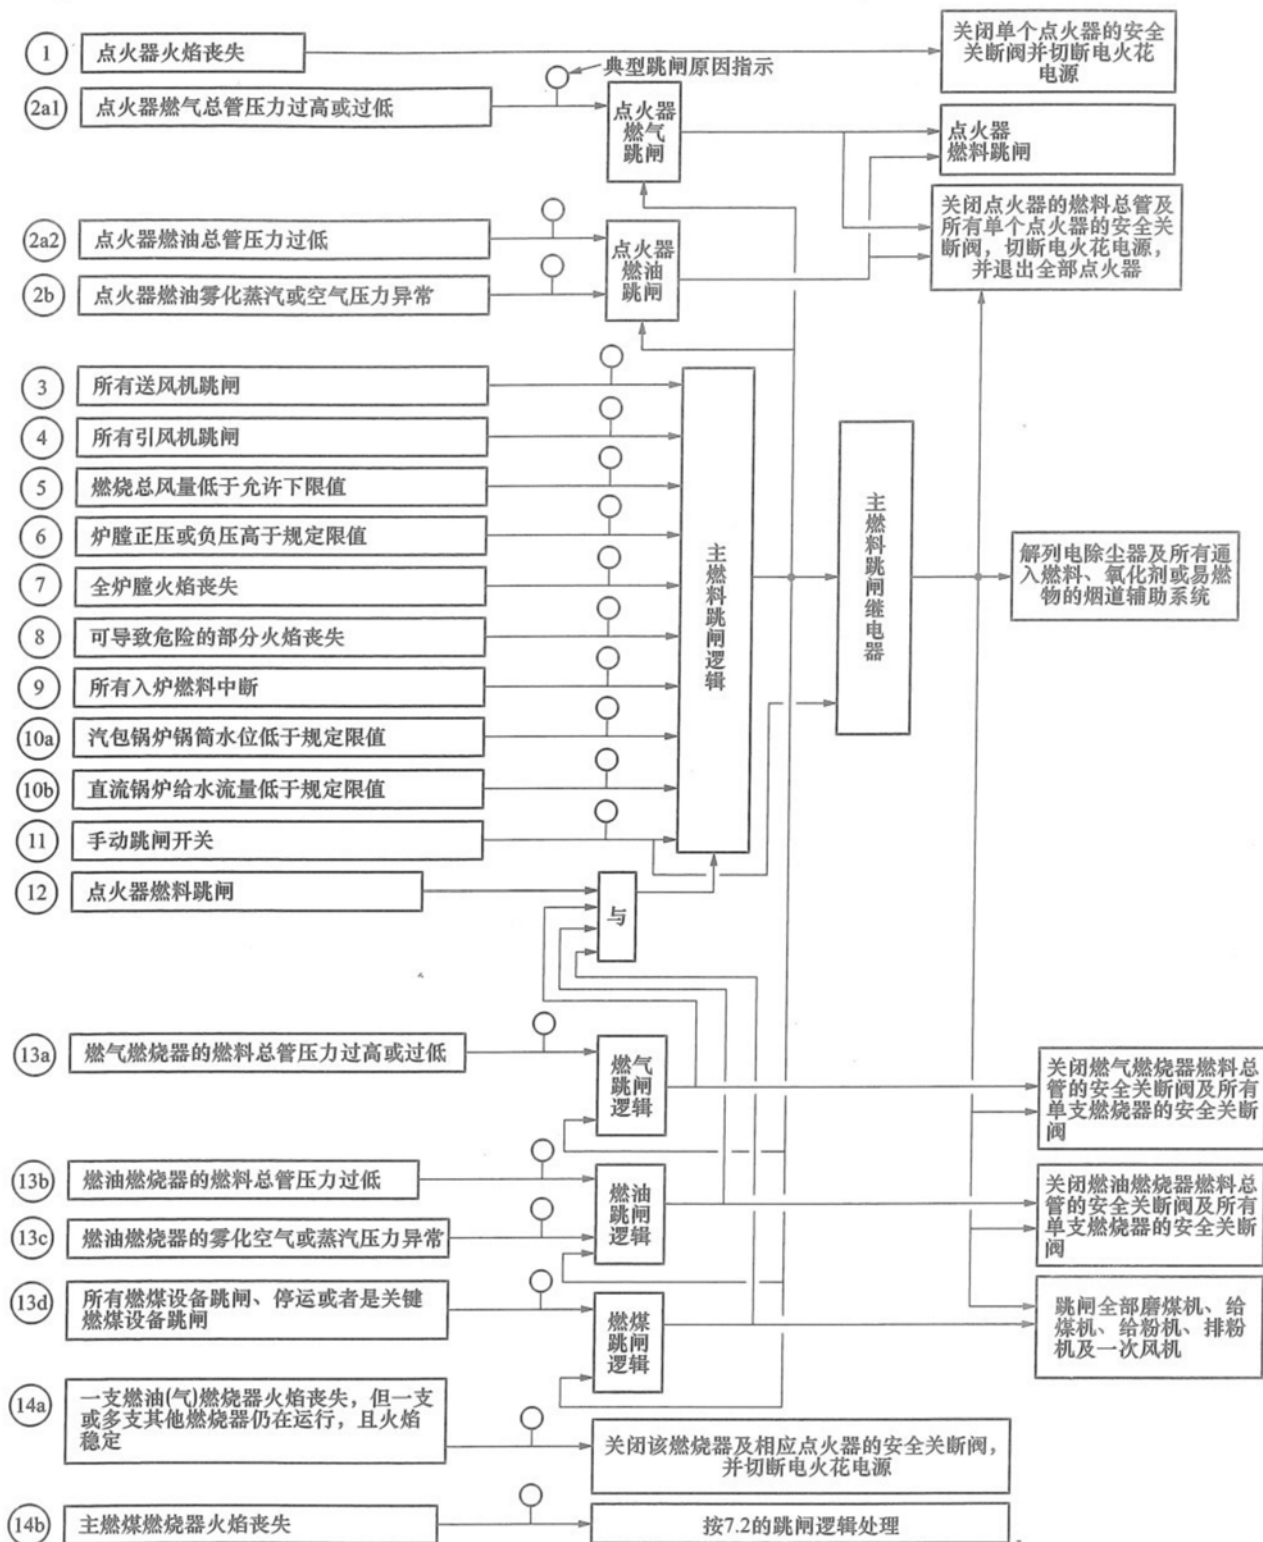 1
点火器火焰丧失
关闭单个点火器的安全
关断阀并切断电火花
电源
典型跳闸原因指示
2a1
点火器燃气总管压力过高或过低
点火器
燃气
跳闸
点火器
燃料跳闸
2a2
点火器燃油总管压力过低
点火器
燃油
跳闸
关闭点火器的燃料总管及
所有单个点火器的安全关
断阀，切断电火花电源，
并退出全部点火器
2b
点火器燃油雾化蒸汽或空气压力异常
3
所有送风机跳闸
4
所有引风机跳闸
5
燃烧总风量低于允许下限值
6
炉膛正压或负压高于规定限值
7
全炉膛火焰丧失
8
可导致危险的部分火焰丧失
9
所有入炉燃料中断
10a
汽包锅炉锅筒水位低于规定限值
10b
直流锅炉给水流量低于规定限值
11
手动跳闸开关
主燃料跳闸逻辑
主燃料跳闸继电器
解列电除尘器及所有通
入燃料、氧化剂或易燃
物的烟道辅助系统
12
点火器燃料跳闸
与
13a
燃气燃烧器的燃料总管压力过高或过低
燃气
跳闸
逻辑
关闭燃气燃烧器燃料总
管的安全关断阀及所有
单支燃烧器的安全关断
阀
13b
燃油燃烧器的燃料总管压力过低
13c
燃油燃烧器的雾化空气或蒸汽压力异常
燃油
跳闸
逻辑
关闭燃油燃烧器燃料总
管的安全关断阀及所有
单支燃烧器的安全关断
阀
13d
所有燃煤设备跳闸、停运或者是关键
燃煤设备跳闸
燃煤
跳闸
逻辑
跳闸全部磨煤机、给
煤机、给粉机、排粉
机及一次风机
14a
一支燃油(气)燃烧器火焰丧失，但一支
或多支其他燃烧器仍在运行，且火焰
稳定
关闭该燃烧器及相应点火器的安全关断阀，
并切断电火花电源
14b
主燃煤燃烧器火焰丧失
按7.2的跳闸逻辑处理